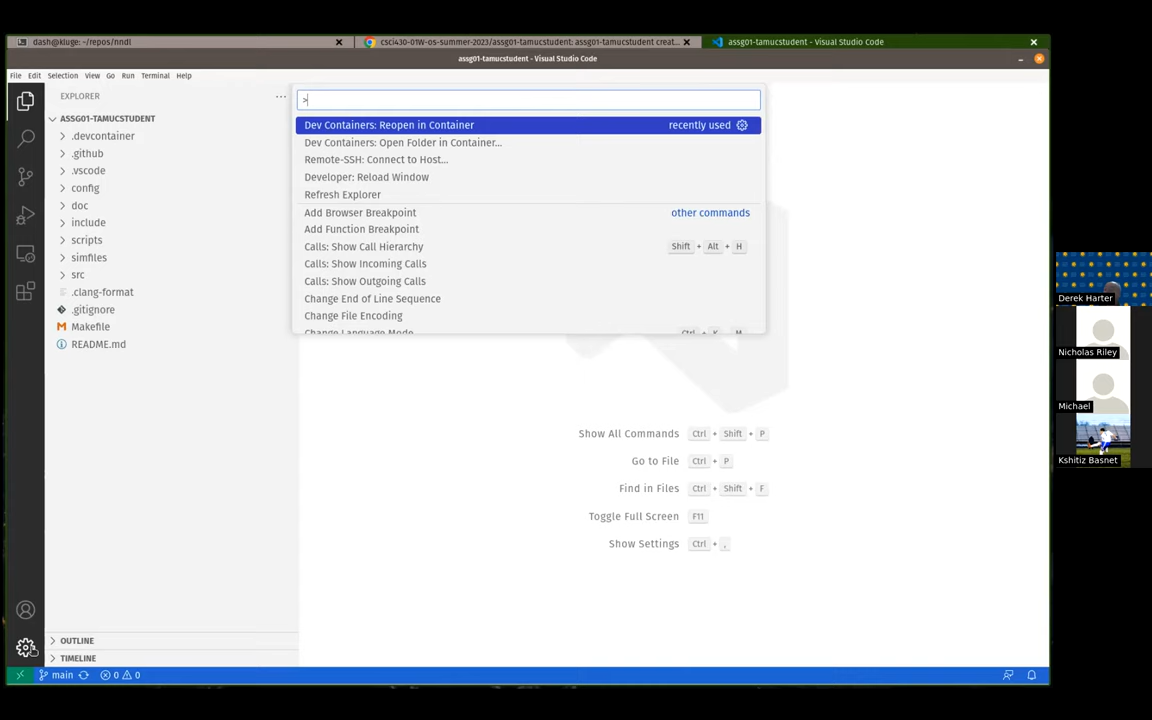 dash@kluge: ~/repos/nndl
csci430-01W-os-summer-2023/assg01-tamucstudent: assg01-tamucstudent creat...
assg01-tamucstudent - Visual Studio Code
assg01-tamucstudent - Visual Studio Code
File Edit Selection View Go Run Terminal Help
EXPLORER
ASSG01-TAMUCSTUDENT
.devcontainer
.github
.vscode
config
doc
include
scripts
simfiles
src
.clang-format
.gitignore
Makefile
README.md
OUTLINE
TIMELINE
>
Dev Containers: Reopen in Container recently used
Dev Containers: Open Folder in Container...
Remote-SSH: Connect to Host...
Developer: Reload Window
Refresh Explorer
Add Browser Breakpoint other commands
Add Function Breakpoint
Calls: Show Call Hierarchy Shift + Alt + H
Calls: Show Incoming Calls
Calls: Show Outgoing Calls
Change End of Line Sequence
Change File Encoding
Change Language Mode Ctrl + K M
Show All Commands Ctrl + Shift + P
Go to File Ctrl + P
Find in Files Ctrl + Shift + F
Toggle Full Screen F11
Show Settings Ctrl + ,
main 0 0
Derek Harter
Nicholas Riley
Michael
Kshitiz Basnet